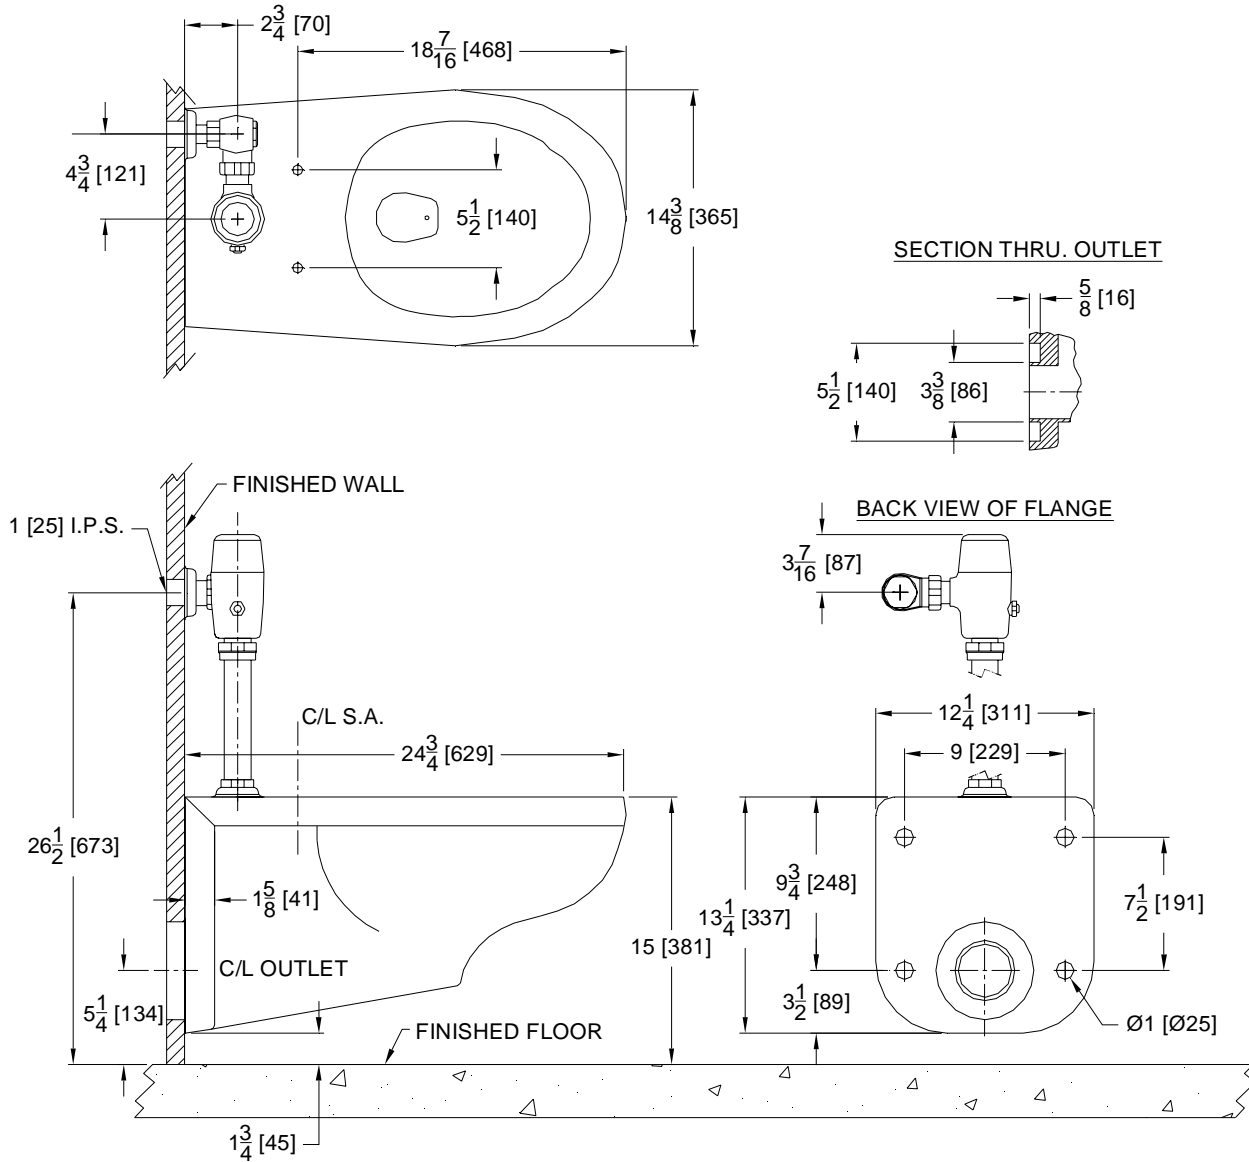 2 3/4 [70]
18 7/16 [468]
4 3/4 [121]
5 1/2 [140]
14 3/8 [365]
SECTION THRU. OUTLET
5/8 [16]
5 1/2 [140]
3 3/8 [86]
FINISHED WALL
1 [25] I.P.S.
BACK VIEW OF FLANGE
3 7/16 [87]
C/L S.A.
12 1/4 [311]
24 3/4 [629]
9 [229]
26 1/2 [673]
1 5/8 [41]
9 3/4 [248]
7 1/2 [191]
13 1/4 [337]
15 [381]
C/L OUTLET
5 1/4 [134]
3 1/2 [89]
FINISHED FLOOR
Ø1 [Ø25]
1 3/4 [45]